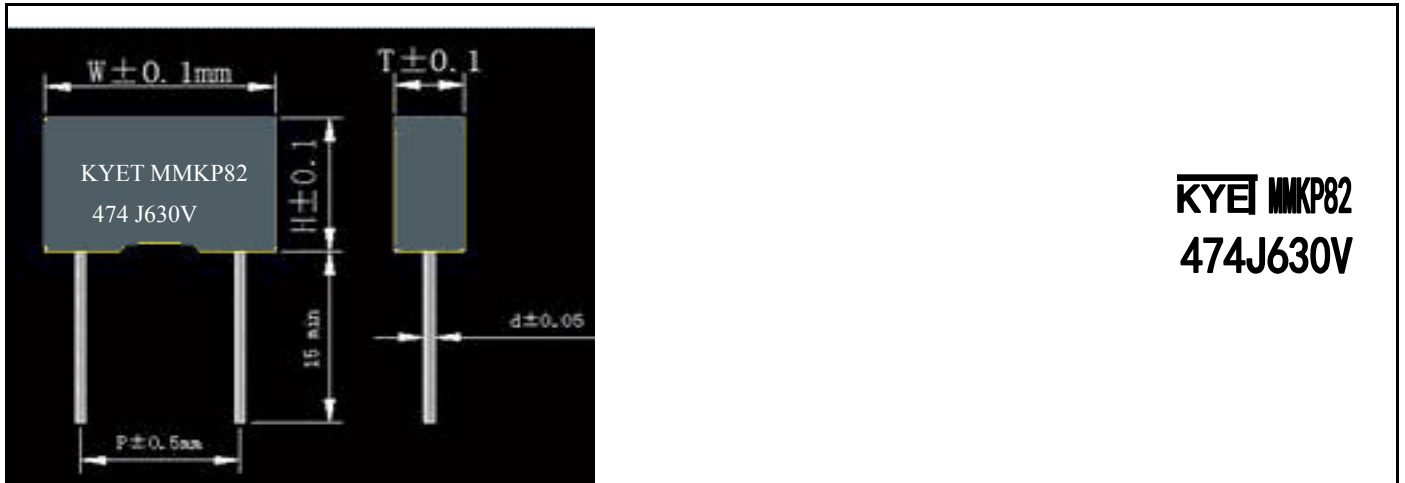 W±0.1mm
T±0.1
KYET MMKP82
474 J630V
H±0.1
15 min
d±0.05
P±0.5mm
KYET MMKP82
474J630V